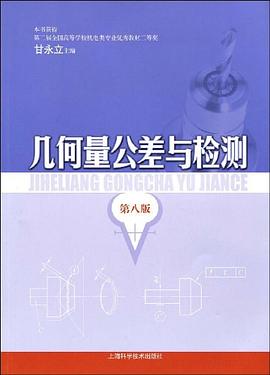 本书荣获
第二届全国高等学校机电类专业优秀教材二等奖
甘永立 主编
几何量公差与检测
JIHELIANG GONGCHA YU JIANCE
第八版
上海科学技术出版社